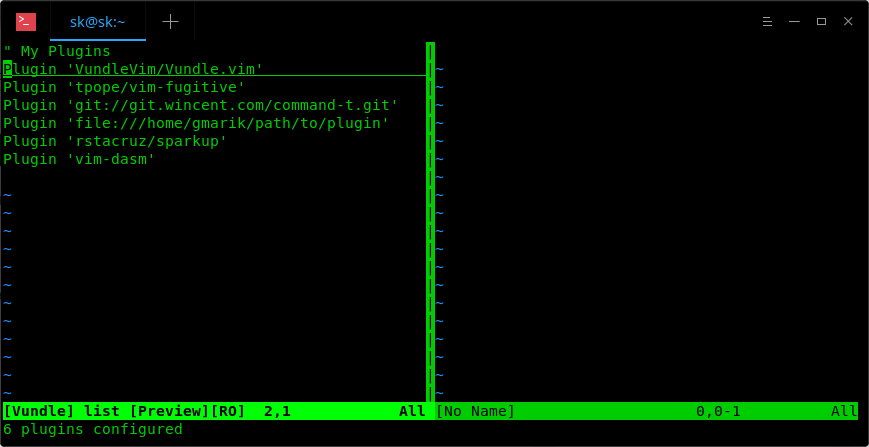 sk@sk:~
" My Plugins
Plugin 'VundleVim/Vundle.vim'
Plugin 'tpope/vim-fugitive'
Plugin 'git://git.wincent.com/command-t.git'
Plugin 'file:///home/gmarik/path/to/plugin'
Plugin 'rstacruz/sparkup'
Plugin 'vim-dasm'
[Vundle] list [Preview][RO]  2,1            All [No Name]                    0,0-1          All
6 plugins configured